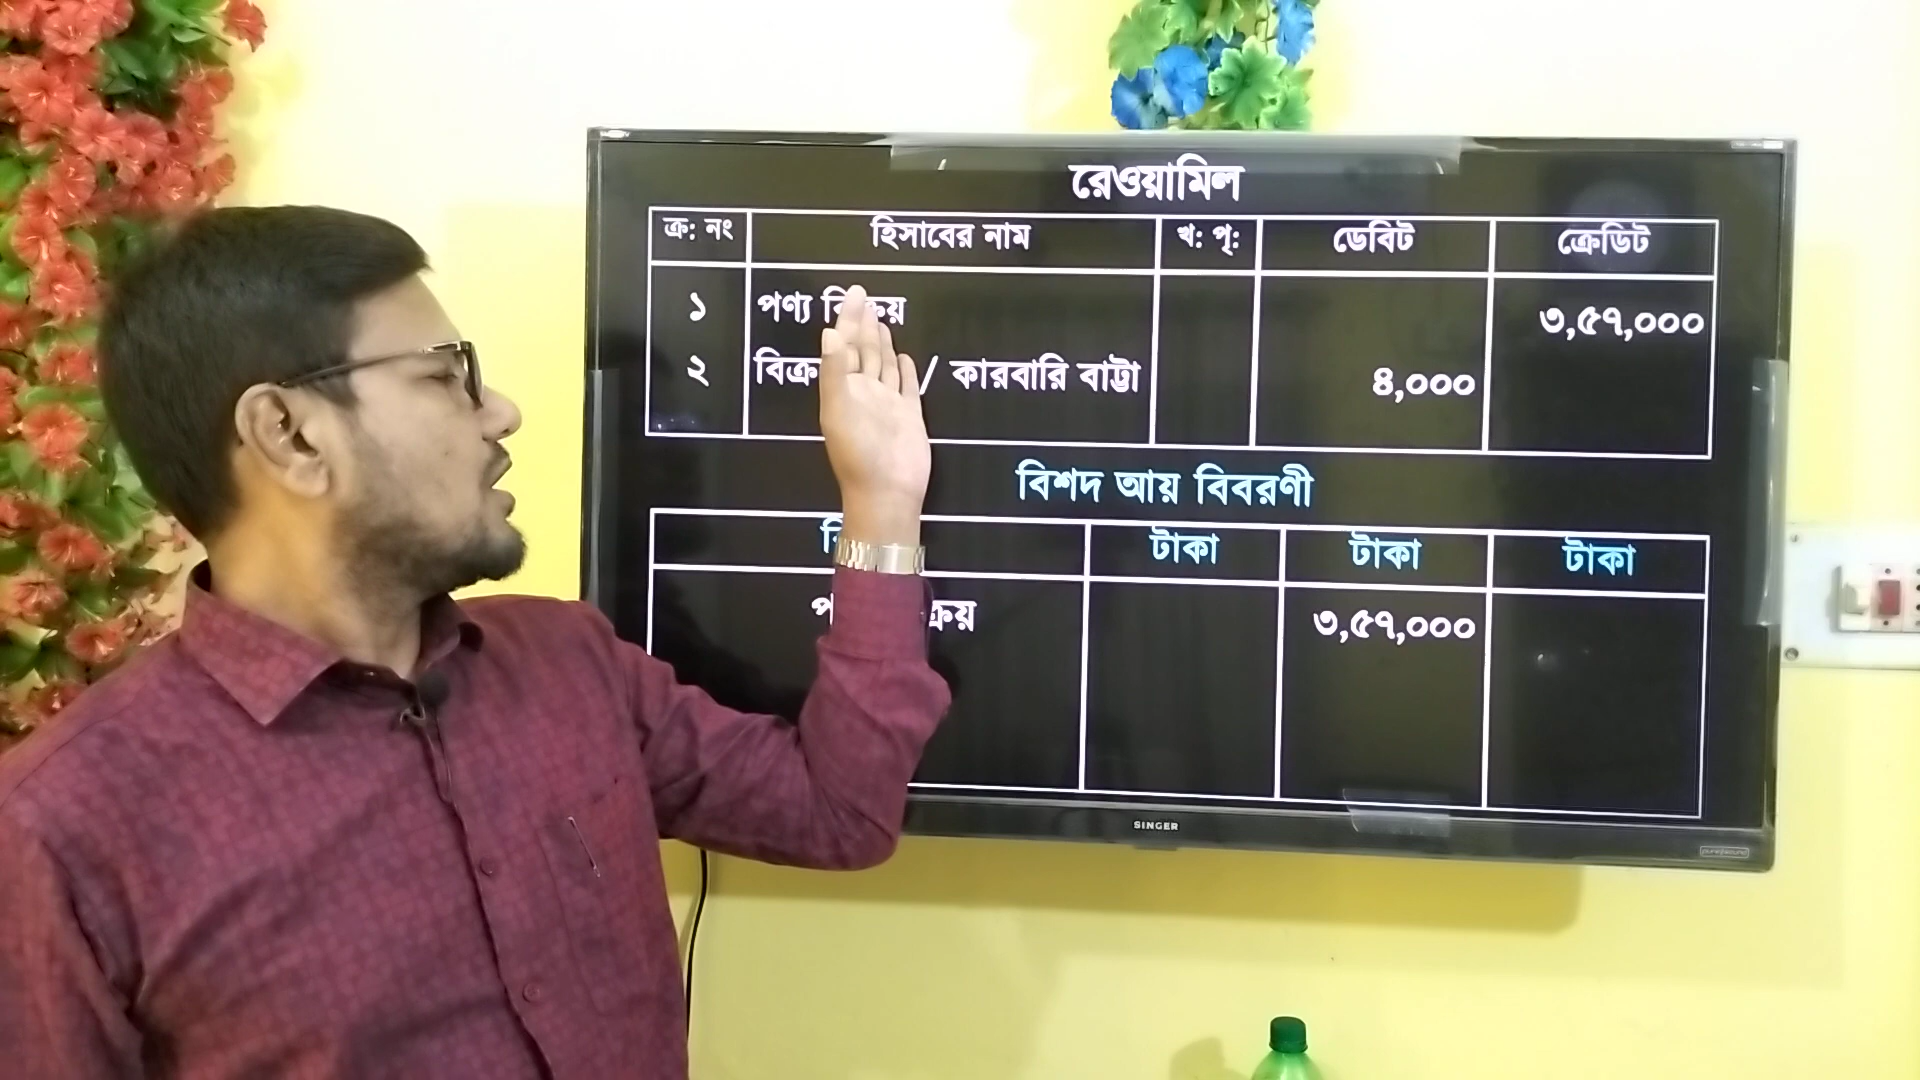 রেওয়ামিল
ক্র: নং হিসাবের নাম খ: পৃ: ডেবিট ক্রেডিট
১ পণ্য ৩,৫৭,০০০
২ / কারবারি বাট্টা ৪,০০০
বিশদ আয় বিবরণী
টাকা টাকা টাকা
৩,৫৭,০০০
SINGER